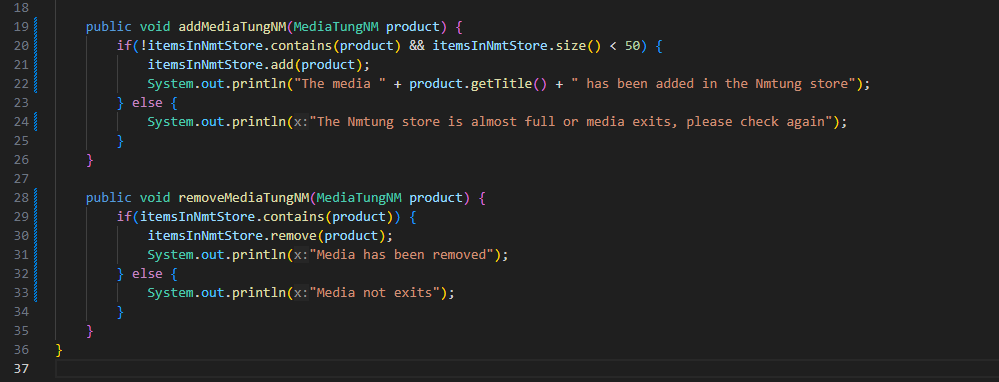 18
19 public void addMediaTungNM(MediaTungNM product) {
20 if(!itemsInNmtStore.contains(product) && itemsInNmtStore.size() < 50) {
21 itemsInNmtStore.add(product);
22 System.out.println("The media " + product.getTitle() + " has been added in the Nmtung store");
23 } else {
24 System.out.println(x:"The Nmtung store is almost full or media exits, please check again");
25 }
26 }
27
28 public void removeMediaTungNM(MediaTungNM product) {
29 if(itemsInNmtStore.contains(product)) {
30 itemsInNmtStore.remove(product);
31 System.out.println(x:"Media has been removed");
32 } else {
33 System.out.println(x:"Media not exits");
34 }
35 }
36 }
37